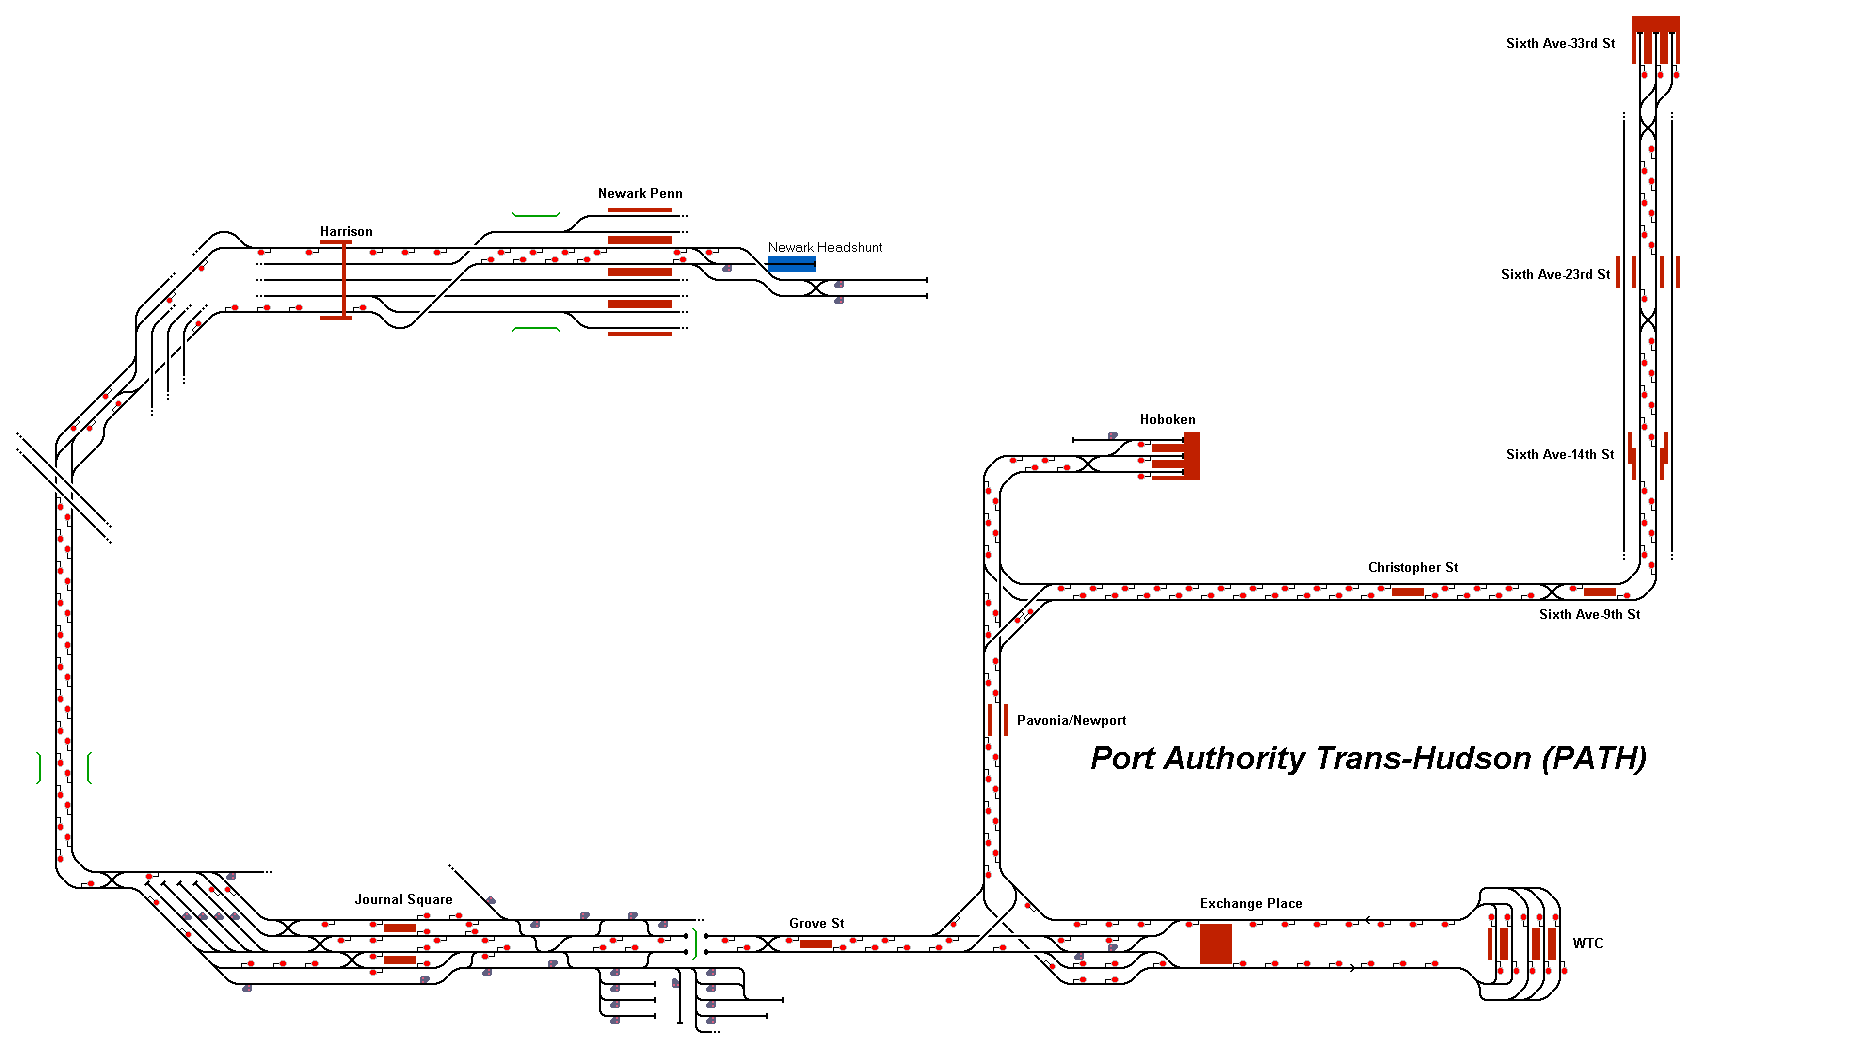 Sixth Ave-33rd St
Newark Penn
Harrison
Newark Headshunt
Sixth Ave-23rd St
Hoboken
Sixth Ave-14th St
Christopher St
Sixth Ave-9th St
Pavonia/Newport
Port Authority Trans-Hudson (PATH)
Journal Square
Exchange Place
Grove St
WTC